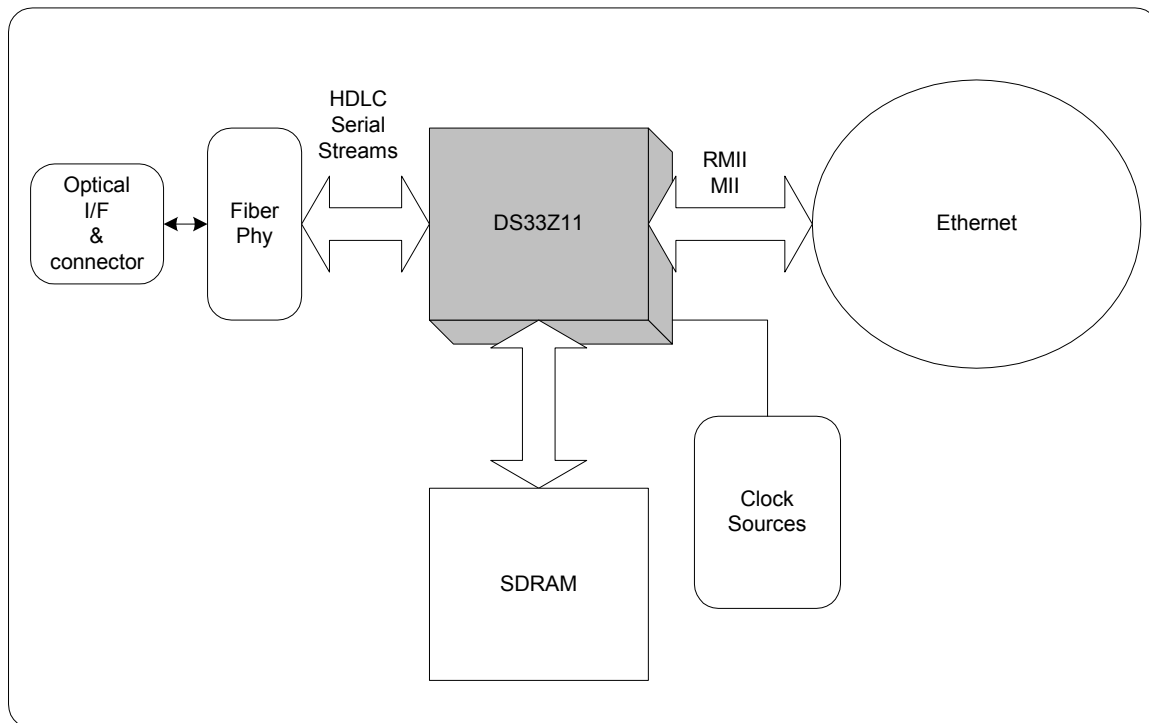 HDLC
Serial
Streams
RMII
MII
Optical
I/F
&
connector
Fiber
Phy
DS33Z11
Ethernet
Clock
Sources
SDRAM